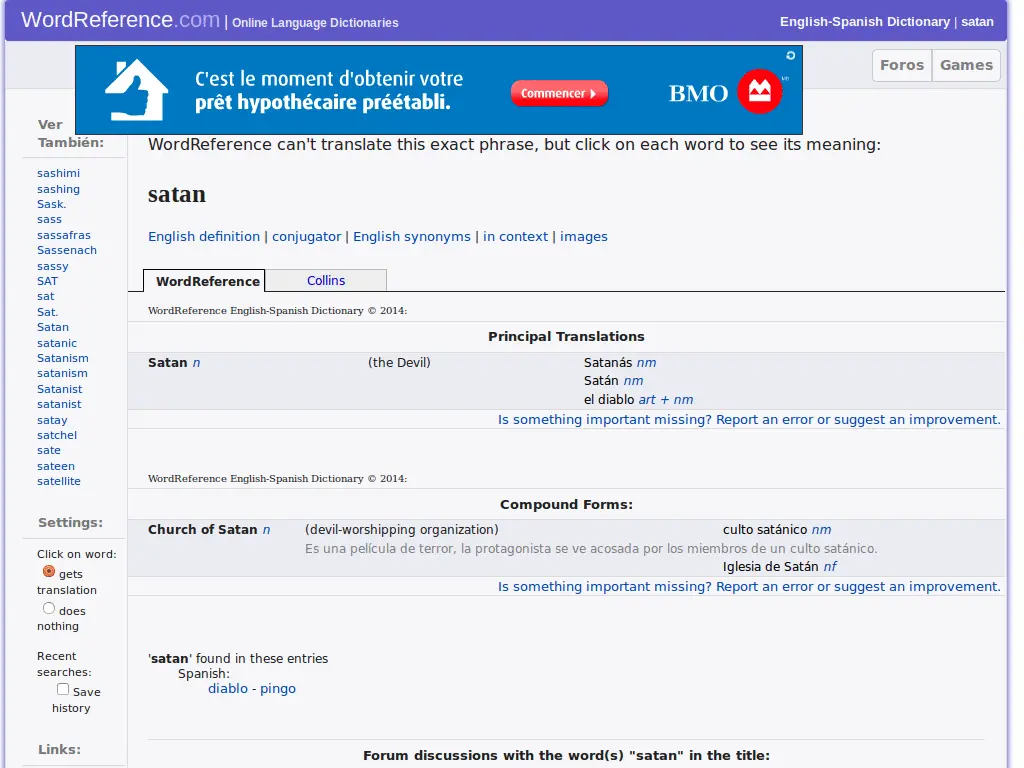 WordReference.com | Online Language Dictionaries
English-Spanish Dictionary | satan
C'est le moment d'obtenir votre
prêt hypothécaire préétabli.
Commencer
BMO
Foros
Games
Ver
También:
sashimi
sashing
Sask.
sass
sassafras
Sassenach
sassy
SAT
sat
Sat.
Satan
satanic
Satanism
satanism
Satanist
satanist
satay
satchel
sate
sateen
satellite
Settings:
Click on word:
gets
translation
does
nothing
Recent
searches:
Save
history
Links:
WordReference can't translate this exact phrase, but click on each word to see its meaning:
satan
English definition | conjugator | English synonyms | in context | images
WordReference
Collins
WordReference English-Spanish Dictionary © 2014:
Principal Translations
Satan n (the Devil) Satanás nm
Satán nm
el diablo art + nm
Is something important missing? Report an error or suggest an improvement.
WordReference English-Spanish Dictionary © 2014:
Compound Forms:
Church of Satan n (devil-worshipping organization) culto satánico nm
Es una película de terror, la protagonista se ve acosada por los miembros de un culto satánico.
Iglesia de Satán nf
Is something important missing? Report an error or suggest an improvement.
'satan' found in these entries
Spanish:
diablo - pingo
Forum discussions with the word(s) "satan" in the title: